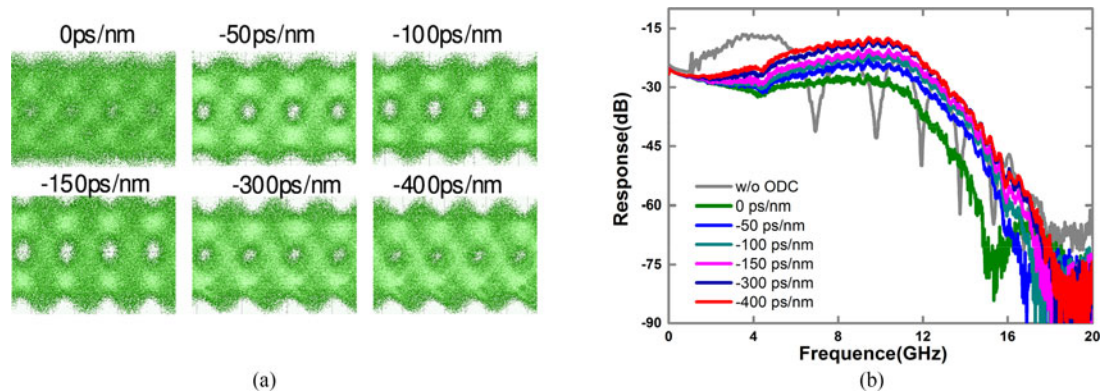 0ps/nm -50ps/nm -100ps/nm
-150ps/nm -300ps/nm -400ps/nm
(a)
(b)
Response(dB)
-15
-30
-45
-60
-75
-90
w/o ODC
0 ps/nm
-50 ps/nm
-100 ps/nm
-150 ps/nm
-300 ps/nm
-400 ps/nm
0 4 8 12 16 20
Frequence(GHz)